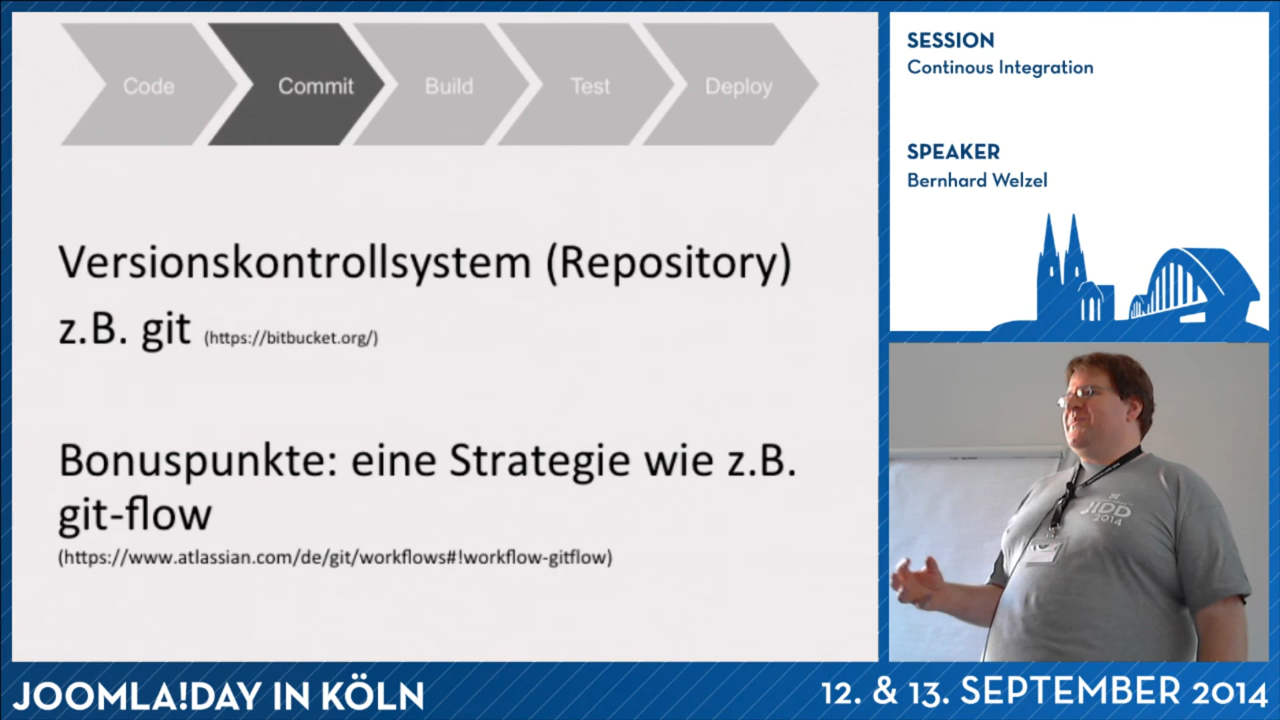 Code
Commit
Build
Test
Deploy
Versionskontrollsystem (Repository)
z.B. git (https://bitbucket.org/)
Bonuspunkte: eine Strategie wie z.B.
git-flow
(https://www.atlassian.com/de/git/workflows#!workflow-gitflow)
SESSION
Continous Integration
SPEAKER
Bernhard Welzel
JIDD
2014
JOOMLA!DAY IN KÖLN
12. & 13. SEPTEMBER 2014